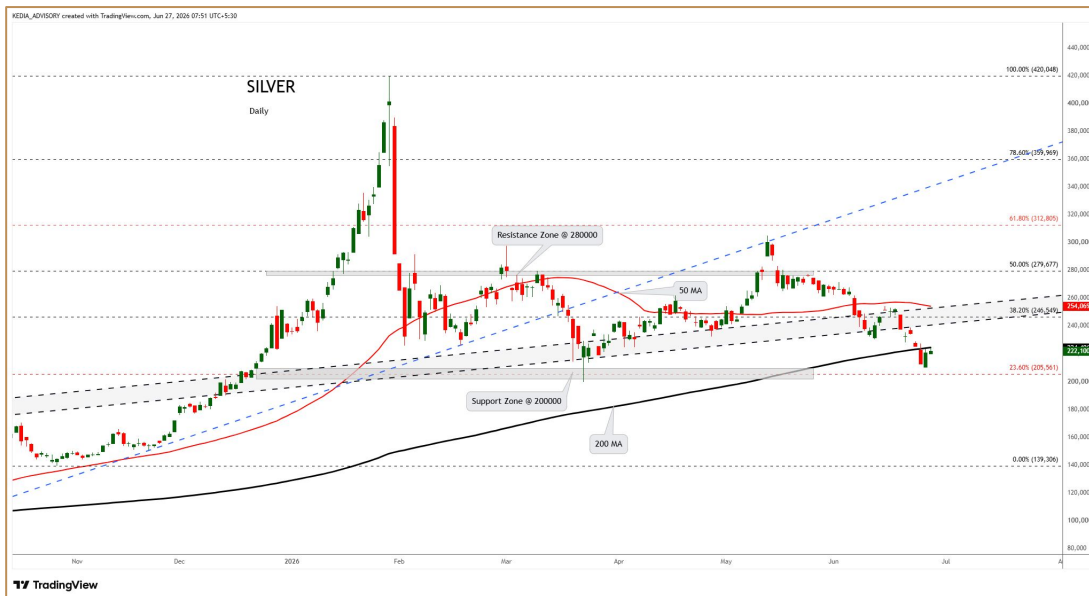 KEDIA_ADVISORY created with TradingView.com, Jun 27, 2026 07:51 UTC+5:30
SILVER
Daily
440,000
100.00% (420,048)
420,000
400,000
380,000
78.60% (359,969)
360,000
340,000
320,000
61.80% (312,805)
Resistance Zone @ 280000
300,000
50.00% (279,677)
280,000
50 MA
260,000
254,069
38.20% (246,549)
240,000
222,100
23.60% (205,561)
200,000
Support Zone @ 200000
180,000
200 MA
160,000
0.00% (139,306)
140,000
120,000
100,000
80,000
Nov
Dec
2026
Feb
Mar
Apr
May
Jun
Jul
A
TradingView